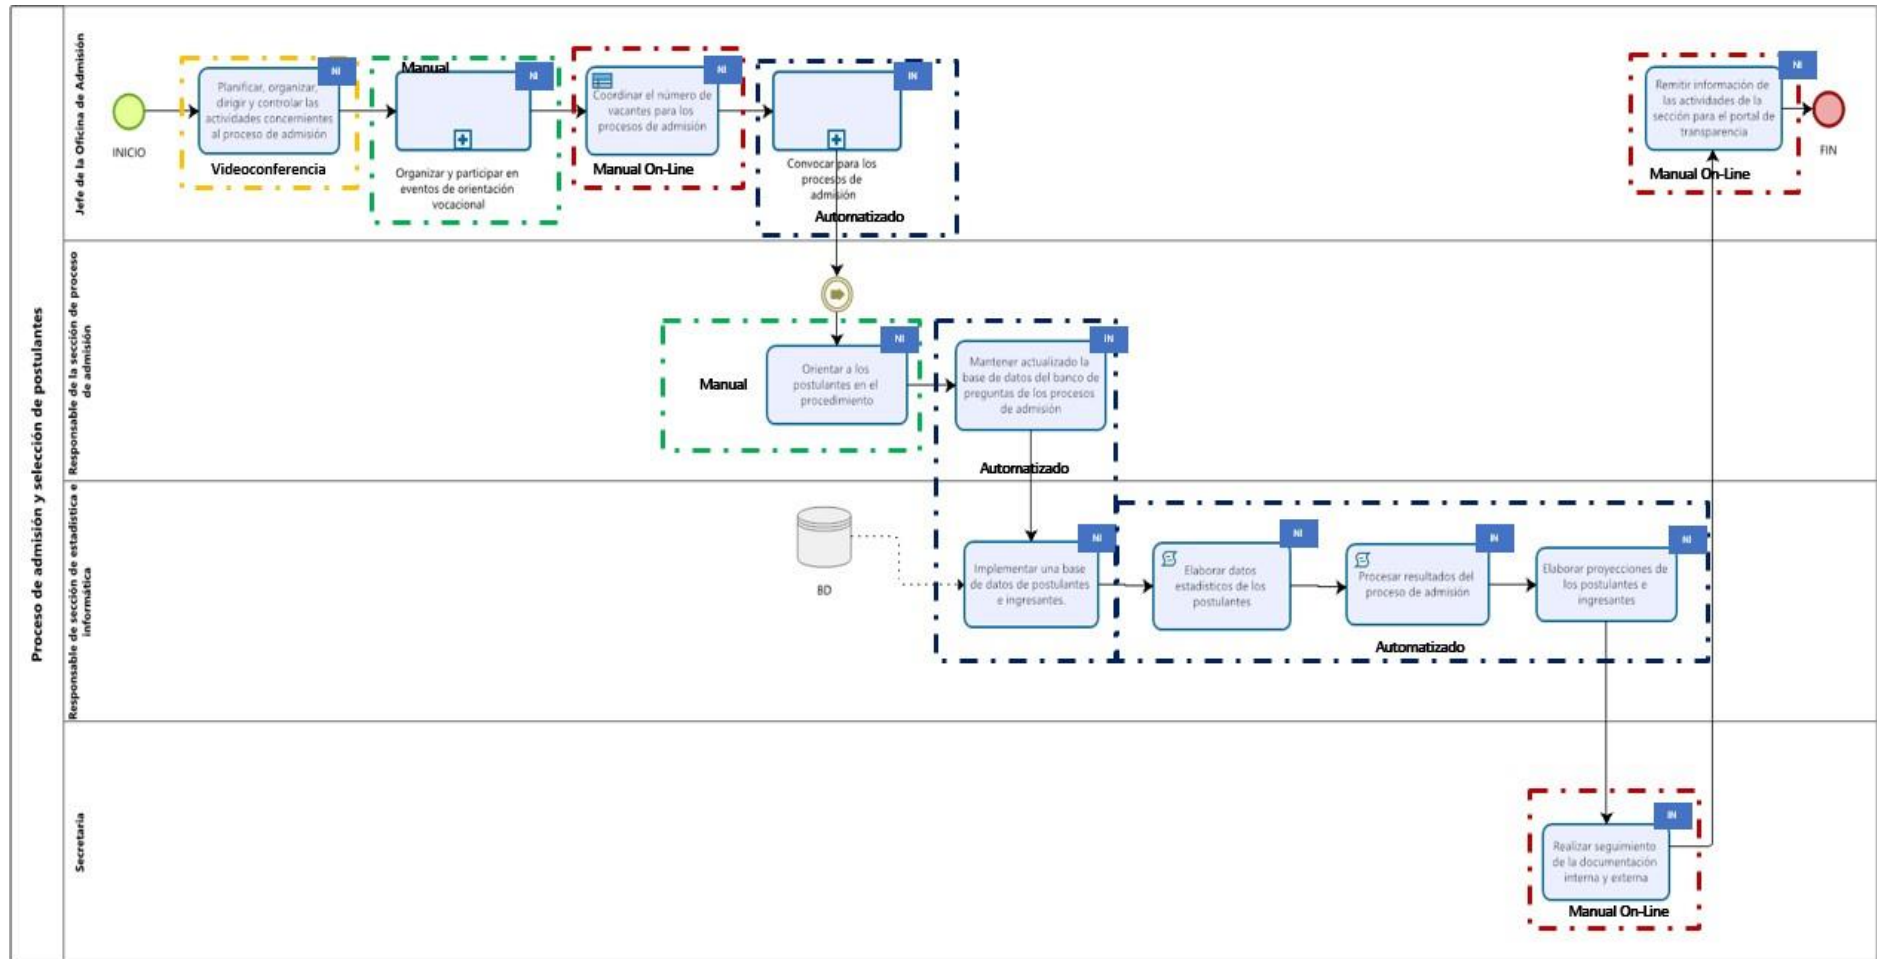 Proceso de admisión y selección de postulantes
Jefe de la Oficina de Admisión
INICIO
NI
Planificar, organizar,
dirigir y controlar las
actividades concernientes
al proceso de admisión
Videoconferencia
Manual
NI
Organizar y participar en
eventos de orientación
vocacional
NI
Coordinar el número de
vacantes para los
procesos de admisión
Manual On-Line
IN
Convocar para los
procesos de
admisión
Automatizado
NI
Remitir información de
las actividades de la
sección para el portal de
transparencia
Manual On-Line
FIN
Responsable de la sección de proceso
de admisión
Manual
NI
Orientar a los
postulantes en el
procedimiento
IN
Mantener actualizado la
base de datos del banco de
preguntas de los procesos
de admisión
Automatizado
Responsable de sección de estadística e
informática
BD
NI
Implementar una base
de datos de postulantes
e ingresantes.
NI
Elaborar datos
estadísticos de los
postulantes
IN
Procesar resultados del
proceso de admisión
NI
Elaborar proyecciones de
los postulantes e
ingresantes
Automatizado
Secretaria
IN
Realizar seguimiento
de la documentación
interna y externa
Manual On-Line